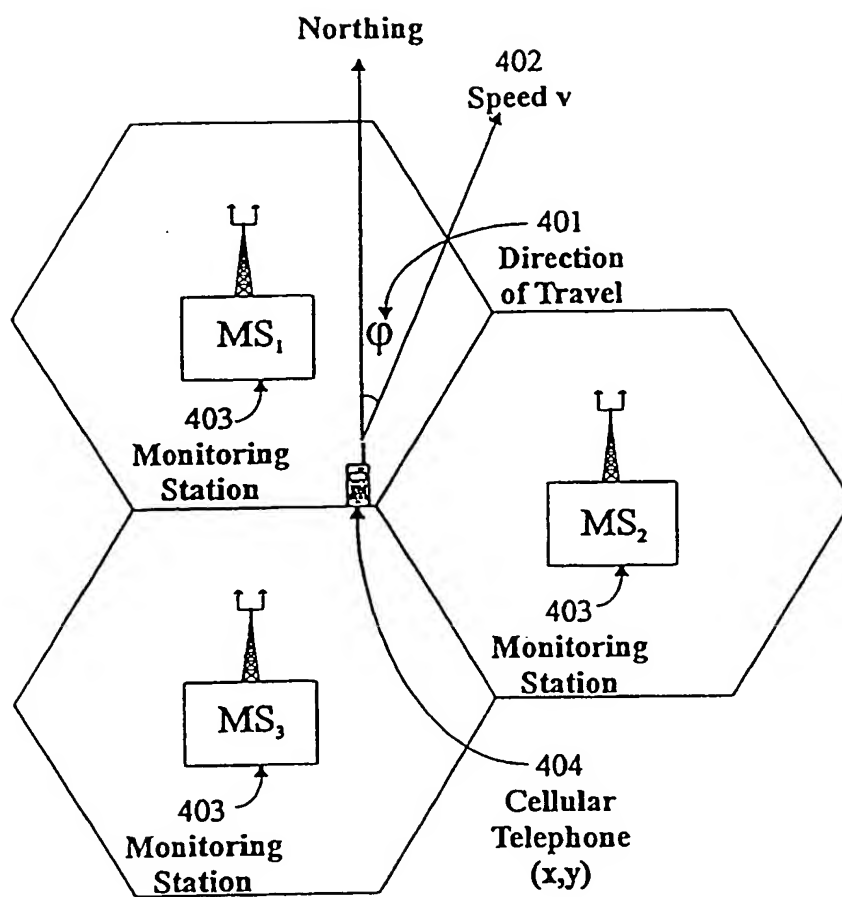 Northing
402
Speed v
401
Direction
of Travel
φ
MS₁
403
Monitoring
Station
MS₂
403
Monitoring
Station
MS₃
403
Monitoring
Station
404
Cellular
Telephone
(x,y)